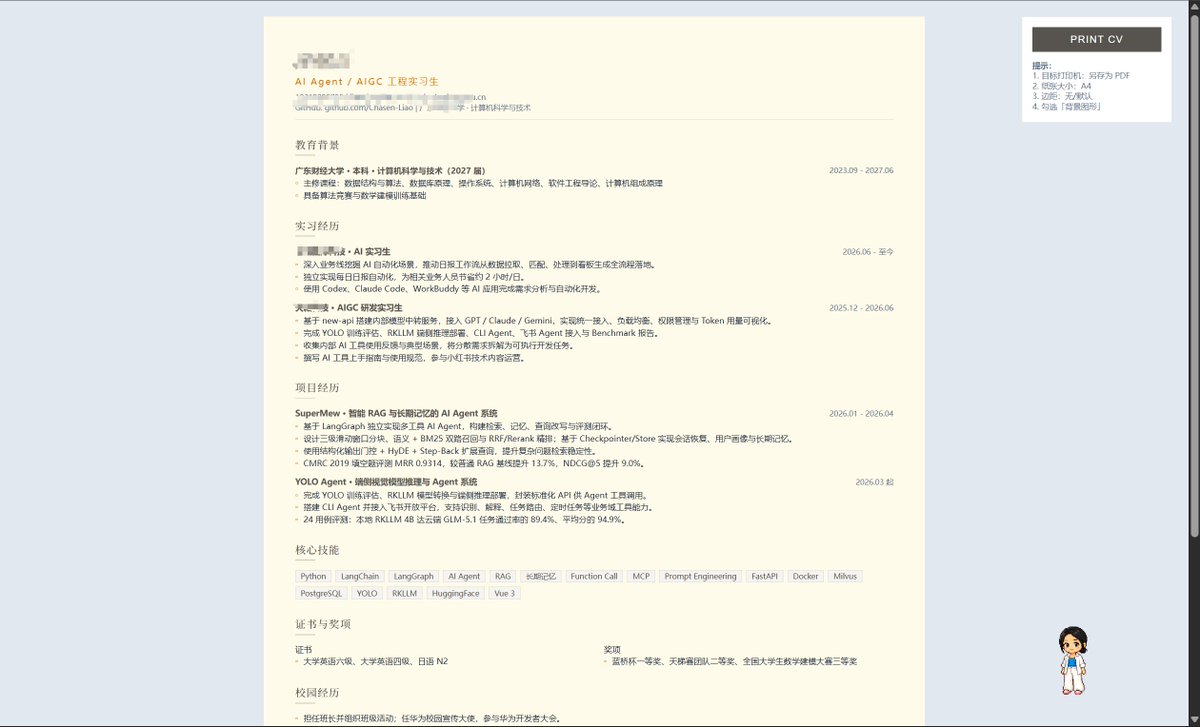 AI Agent / AIGC 工程实习生
GitHub: github.com/Chasen-Liao | 学 - 计算机科学与技术
教育背景
广东财经大学 • 本科 • 计算机科学与技术（2027 届） 2023.09 - 2027.06
主修课程：数据结构与算法、数据库原理、操作系统、计算机网络、软件工程导论、计算机组成原理
具备算法竞赛与数学建模训练基础
实习经历
• AI 实习生 2026.06 - 至今
深入业务线挖掘 AI 自动化场景，推动日报工作流从数据拉取、匹配、处理到看板生成全流程落地。
独立实现每日日报自动化，为相关业务人员节省约 2 小时/日。
使用 Codex、Claude Code、WorkBuddy 等 AI 应用完成需求分析与自动化开发。
• AIGC 研发实习生 2025.12 - 2026.06
基于 new-api 搭建内部模型中转服务，接入 GPT / Claude / Gemini，实现统一接入、负载均衡、权限管理与 Token 用量可视化。
完成 YOLO 训练评估、RKLLM 端侧推理部署、CLI Agent、飞书 Agent 接入与 Benchmark 报告。
收集内部 AI 工具使用反馈与典型场景，将分散需求拆解为可执行开发任务。
撰写 AI 工具上手指南与使用规范，参与小红书技术内容运营。
项目经历
SuperMew • 智能 RAG 与长期记忆的 AI Agent 系统 2026.01 - 2026.04
基于 LangGraph 独立实现多工具 AI Agent，构建检索、记忆、查询改写与评测闭环。
设计三级滑动窗口分块、语义 + BM25 双路召回与 RRF/Rerank 精排；基于 Checkpointer/Store 实现会话恢复、用户画像与长期记忆。
使用结构化输出门控 + HyDE + Step-Back 扩展查询，提升复杂问题检索稳定性。
CMRC 2019 填空题评测 MRR 0.9314，较普通 RAG 基线提升 13.7%，NDCG@5 提升 9.0%。
YOLO Agent • 端侧视觉模型推理与 Agent 系统 2026.03 起
完成 YOLO 训练评估、RKLLM 模型转换与端侧推理部署，封装标准化 API 供 Agent 工具调用。
搭建 CLI Agent 并接入飞书开放平台，支持识别、解释、任务路由、定时任务等业务域工具能力。
24 用例评测：本地 RKLLM 4B 达云端 GLM-5.1 任务通过率的 89.4%、平均分的 94.9%。
核心技能
Python LangChain LangGraph AI Agent RAG 长期记忆 Function Call MCP Prompt Engineering FastAPI Docker Milvus
PostgreSQL YOLO RKLLM HuggingFace Vue 3
证书与奖项
证书
大学英语六级、大学英语四级、日语 N2
奖项
蓝桥杯一等奖、天梯赛团队二等奖、全国大学生数学建模大赛三等奖
校园经历
担任班长并组织班级活动；任华为校园宣传大使，参与华为开发者大会。
PRINT CV
提示：
1. 目标打印机：另存为 PDF
2. 纸张大小：A4
3. 边距：无/默认
4. 勾选「背景图形」